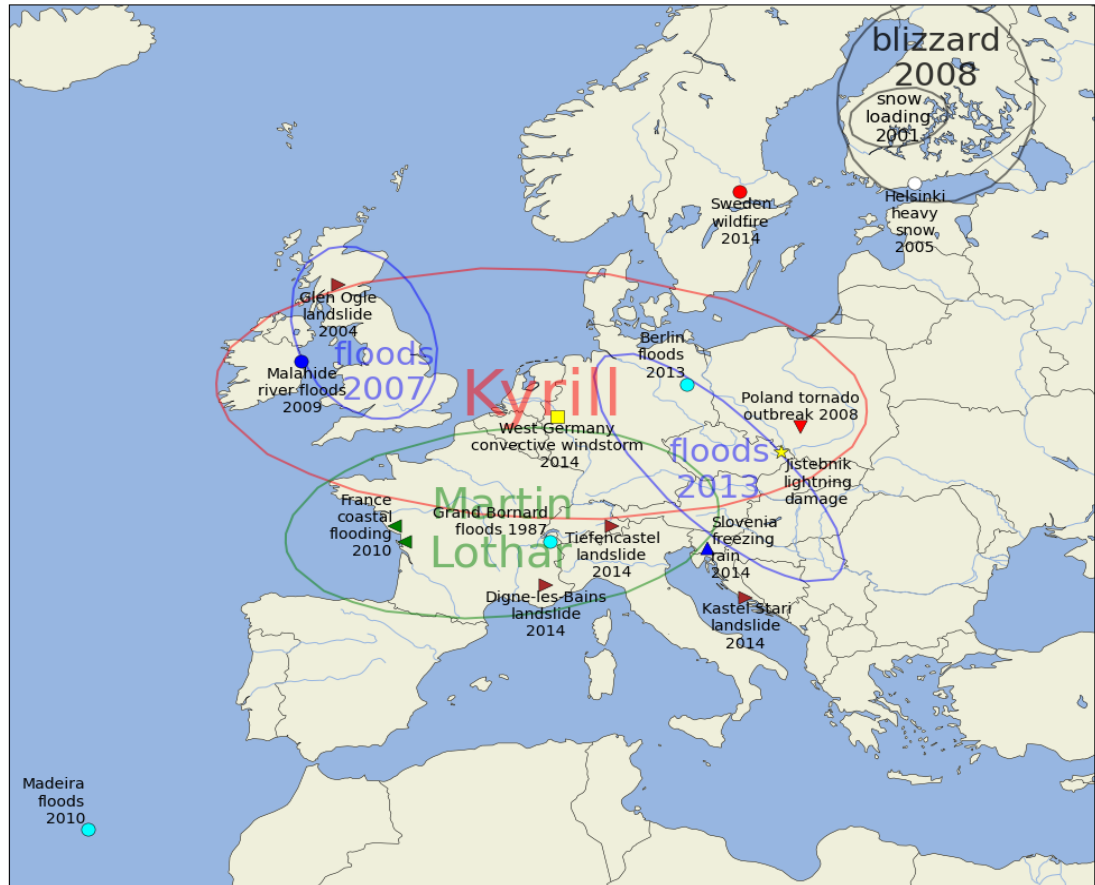 blizzard
2008
snow
loading
2001
Helsinki
heavy
snow
2005
Sweden
wildfire
2014
Glen Ogle
landslide
2004
floods
2007
Malahide
river floods
2009
Berlin
floods
2013
Kyrill
Poland tornado
outbreak 2008
West Germany
convective windstorm
2014
floods
2013
Jistebnik
lightning
damage
France
coastal
flooding
2010
Martin
Lothar
Grand Bornard
floods 1987
Tiefencastel
landslide
2014
Slovenia
freezing
rain
2014
Digne-les-Bains
landslide
2014
Kastel Stari
landslide
2014
Madeira
floods
2010